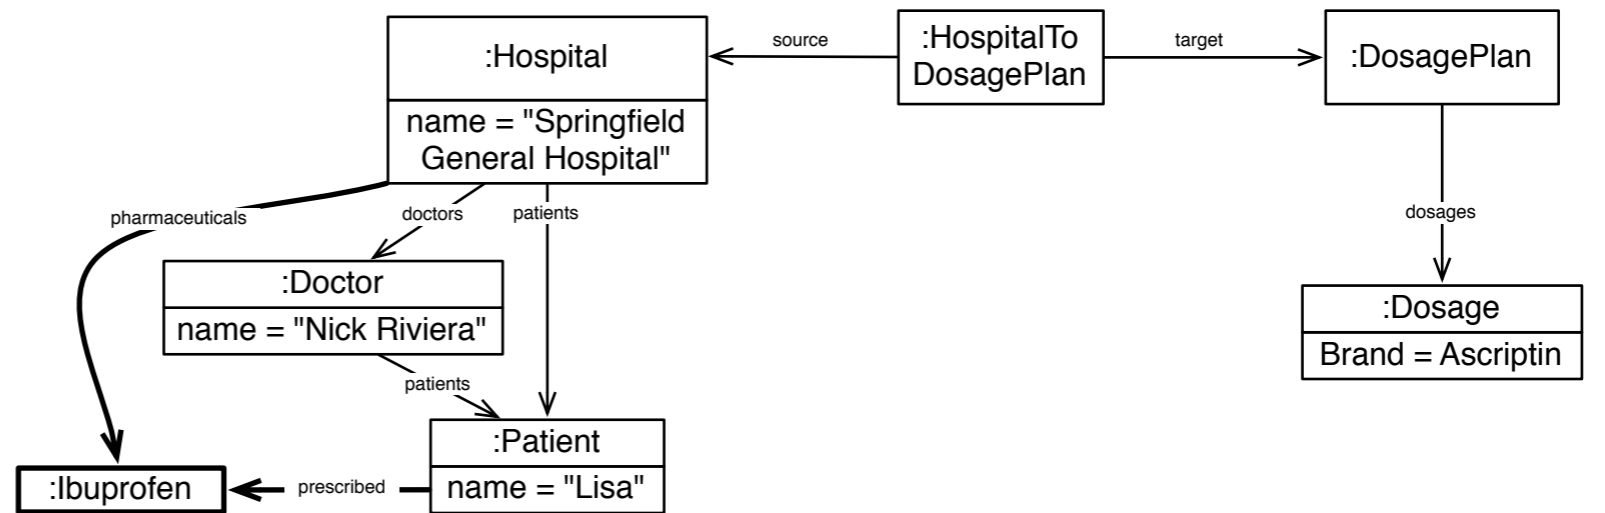 :Hospital
name = "Springfield
General Hospital"
source
:HospitalTo
DosagePlan
target
:DosagePlan
pharmaceuticals
doctors
patients
dosages
:Doctor
name = "Nick Riviera"
:Dosage
Brand = Ascriptin
patients
:Patient
name = "Lisa"
prescribed
:Ibuprofen